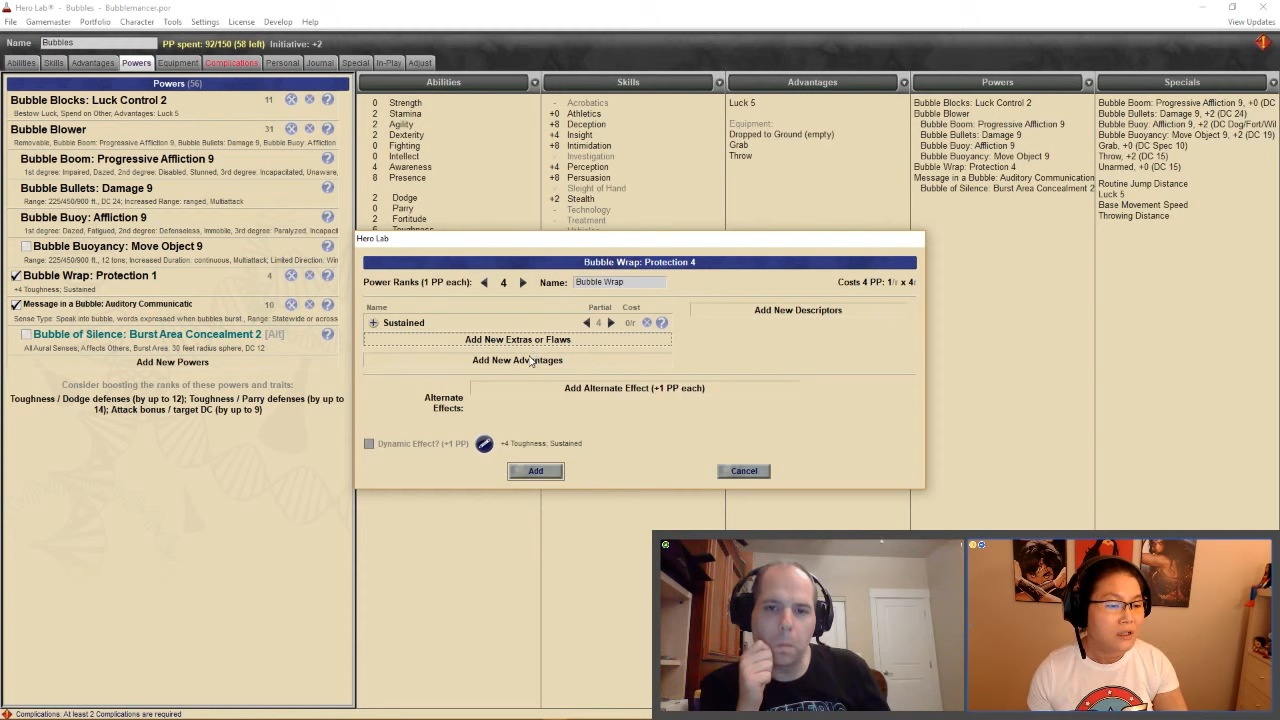 Hero Lab® - Bubbles - Bubblemancer.por
File Gamemaster Portfolio Character Tools Settings License Develop Help
View Updates
Name Bubbles PP spent: 92/150 (58 left) Initiative: +2
Abilities Skills Advantages Powers Equipment Complications Personal Journal Special In-Play Adjust
Powers (56)
Bubble Blocks: Luck Control 2 11
Bestow Luck, Spend on Other, Advantages: Luck 5
Bubble Blower 31
Removable, Bubble Boom: Progressive Affliction 9, Bubble Bullets: Damage 9, Bubble Buoy: Affliction
Bubble Boom: Progressive Affliction 9
1st degree: Impaired, Dazed, 2nd degree: Disabled, Stunned, 3rd degree: Incapacitated, Unaware,
Bubble Bullets: Damage 9
Range: 225/450/900 ft., DC 24; Increased Range: ranged, Multiattack
Bubble Buoy: Affliction 9
1st degree: Dazed, Fatigued, 2nd degree: Defenseless, Immobile, 3rd degree: Paralyzed, Incapacit
Bubble Buoyancy: Move Object 9
Range: 225/450/900 ft., 12 tons; Increased Duration: continuous, Multiattack; Limited Direction: Win
Bubble Wrap: Protection 1 4
+4 Toughness; Sustained
Message in a Bubble: Auditory Communicatic 10
Sense Type: Speak into bubble, words expressed when bubbles burst., Range: Statewide or across
Bubble of Silence: Burst Area Concealment 2 [Alt]
All Aural Senses; Affects Others, Burst Area: 30 feet radius sphere, DC 12
Add New Powers
Consider boosting the ranks of these powers and traits:
Toughness / Dodge defenses (by up to 12); Toughness / Parry defenses (by up to
14); Attack bonus / target DC (by up to 9)
Abilities
0 Strength
2 Stamina
2 Agility
2 Dexterity
0 Fighting
0 Intellect
4 Awareness
8 Presence
2 Dodge
0 Parry
2 Fortitude
6 Toughness
Skills
- Acrobatics
+0 Athletics
+8 Deception
+4 Insight
+8 Intimidation
- Investigation
+4 Perception
+8 Persuasion
- Sleight of Hand
+2 Stealth
- Technology
- Treatment
- Vehicles
Advantages
Luck 5
Equipment:
Dropped to Ground (empty)
Grab
Throw
Powers
Bubble Blocks: Luck Control 2
Bubble Blower
Bubble Boom: Progressive Affliction 9
Bubble Bullets: Damage 9
Bubble Buoy: Affliction 9
Bubble Buoyancy: Move Object 9
Bubble Wrap: Protection 4
Message in a Bubble: Auditory Communication
Bubble of Silence: Burst Area Concealment 2
Specials
Bubble Boom: Progressive Affliction 9, +0 (DC
Bubble Bullets: Damage 9, +2 (DC 24)
Bubble Buoy: Affliction 9, +2 (DC Dog/Fort/Wil
Bubble Buoyancy: Move Object 9, +2 (DC 19)
Grab, +0 (DC Spec 10)
Throw, +2 (DC 15)
Unarmed, +0 (DC 15)
Routine Jump Distance
Luck 5
Base Movement Speed
Throwing Distance
Hero Lab
Bubble Wrap: Protection 4
Power Ranks (1 PP each): 4 Name: Bubble Wrap Costs 4 PP: 1/r x 4r
Name Partial Cost
Sustained 4 0/r
Add New Extras or Flaws
Add New Advantages
Add New Descriptors
Alternate
Effects:
Add Alternate Effect (+1 PP each)
Dynamic Effect? (+1 PP) +4 Toughness; Sustained
Add Cancel
Complications: At least 2 Complications are required